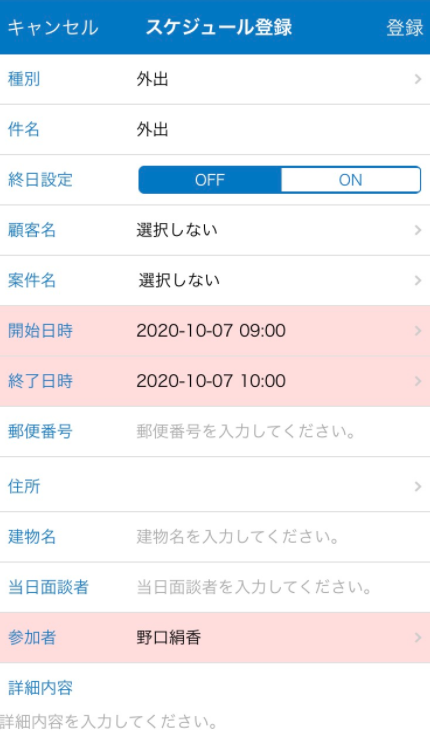 キャンセル スケジュール登録 登録
種別 外出
件名 外出
終日設定 OFF ON
顧客名 選択しない
案件名 選択しない
開始日時 2020-10-07 09:00
終了日時 2020-10-07 10:00
郵便番号 郵便番号を入力してください。
住所
建物名 建物名を入力してください。
当日面談者 当日面談者を入力してください。
参加者 野口絹香
詳細内容
詳細内容を入力してください。